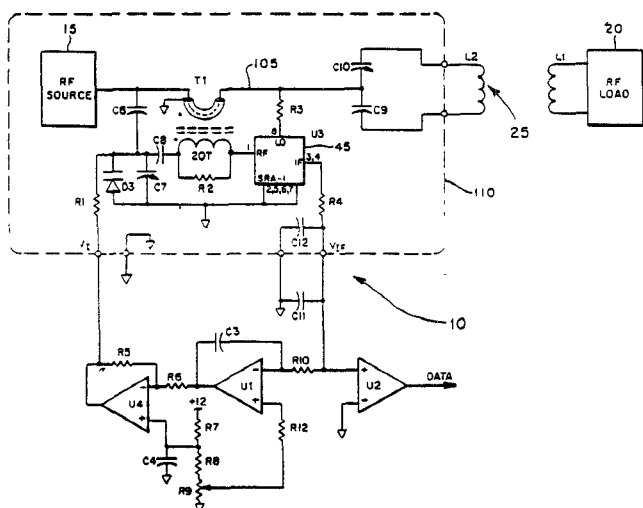 15
20
RF SOURCE
T1
105
C10
L2
L1
RF LOAD
C6
R3
C9
25
8
LO
U3
C8
20T
1
RF
45
IF
3,4
D3
C7
R2
SRA-1
2,5,6,7
110
R1
R4
C12
VIF
C11
10
C3
R5
R6
R10
U4
U1
U2
DATA
+12
R7
R12
C4
R8
R9